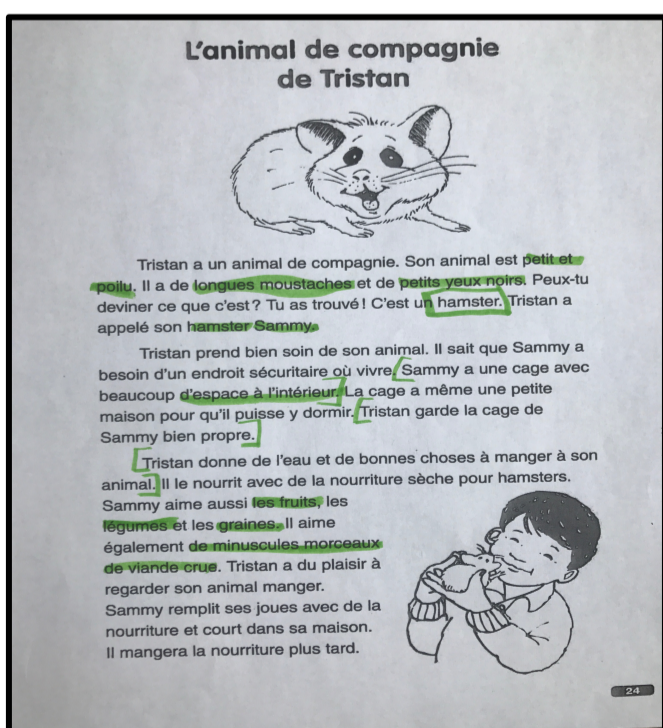 L'animal de compagnie
de Tristan
Tristan a un animal de compagnie. Son animal est petit et
poilu. Il a de longues moustaches et de petits yeux noirs. Peux-tu
deviner ce que c'est? Tu as trouvé! C'est un hamster. Tristan a
appelé son hamster Sammy.
Tristan prend bien soin de son animal. Il sait que Sammy a
besoin d'un endroit sécuritaire où vivre. Sammy a une cage avec
beaucoup d'espace à l'intérieur. La cage a même une petite
maison pour qu'il puisse y dormir. Tristan garde la cage de
Sammy bien propre.
Tristan donne de l'eau et de bonnes choses à manger à son
animal. Il le nourrit avec de la nourriture sèche pour hamsters.
Sammy aime aussi les fruits, les
légumes et les graines. Il aime
également de minuscules morceaux
de viande crue. Tristan a du plaisir à
regarder son animal manger.
Sammy remplit ses joues avec de la
nourriture et court dans sa maison.
Il mangera la nourriture plus tard.
24